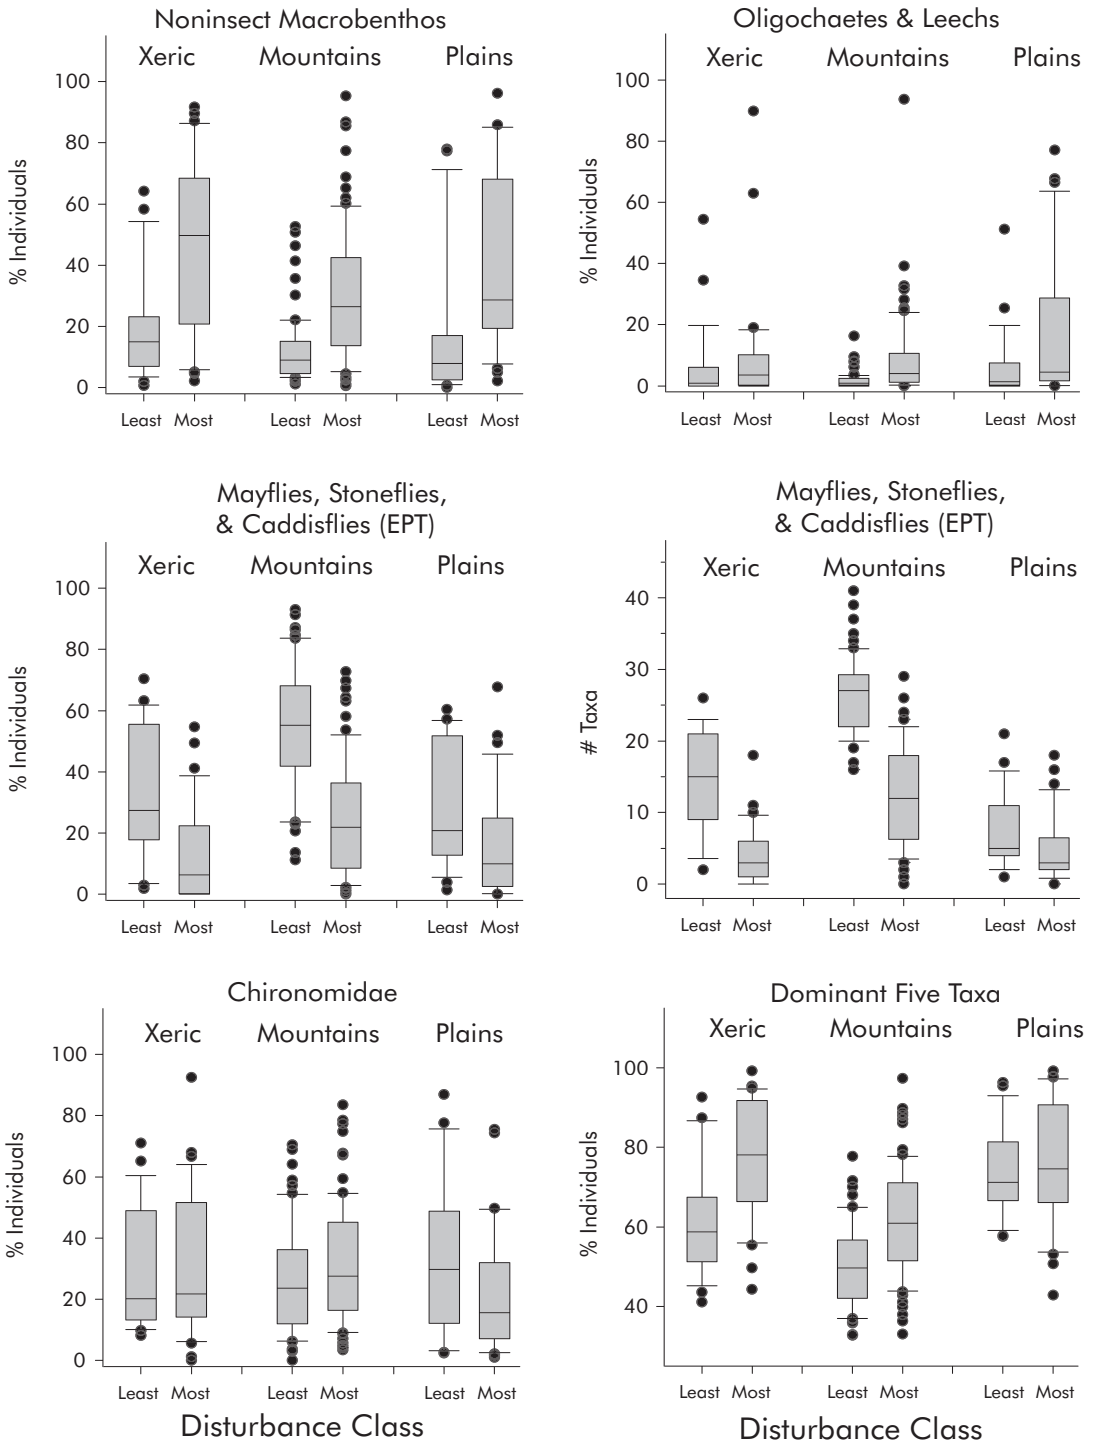 Noninsect Macrobenthos
Xeric Mountains Plains
100
80
60
40
20
0
% Individuals
Least Most Least Most Least Most
Oligochaetes & Leechs
Xeric Mountains Plains
100
80
60
40
20
0
% Individuals
Least Most Least Most Least Most
Mayflies, Stoneflies,
& Caddisflies (EPT)
Xeric Mountains Plains
100
80
60
40
20
0
% Individuals
Least Most Least Most Least Most
Mayflies, Stoneflies,
& Caddisflies (EPT)
Xeric Mountains Plains
40
30
20
10
0
# Taxa
Least Most Least Most Least Most
Chironomidae
Xeric Mountains Plains
100
80
60
40
20
0
% Individuals
Least Most Least Most Least Most
Disturbance Class
Dominant Five Taxa
Xeric Mountains Plains
100
80
60
40
% Individuals
Least Most Least Most Least Most
Disturbance Class